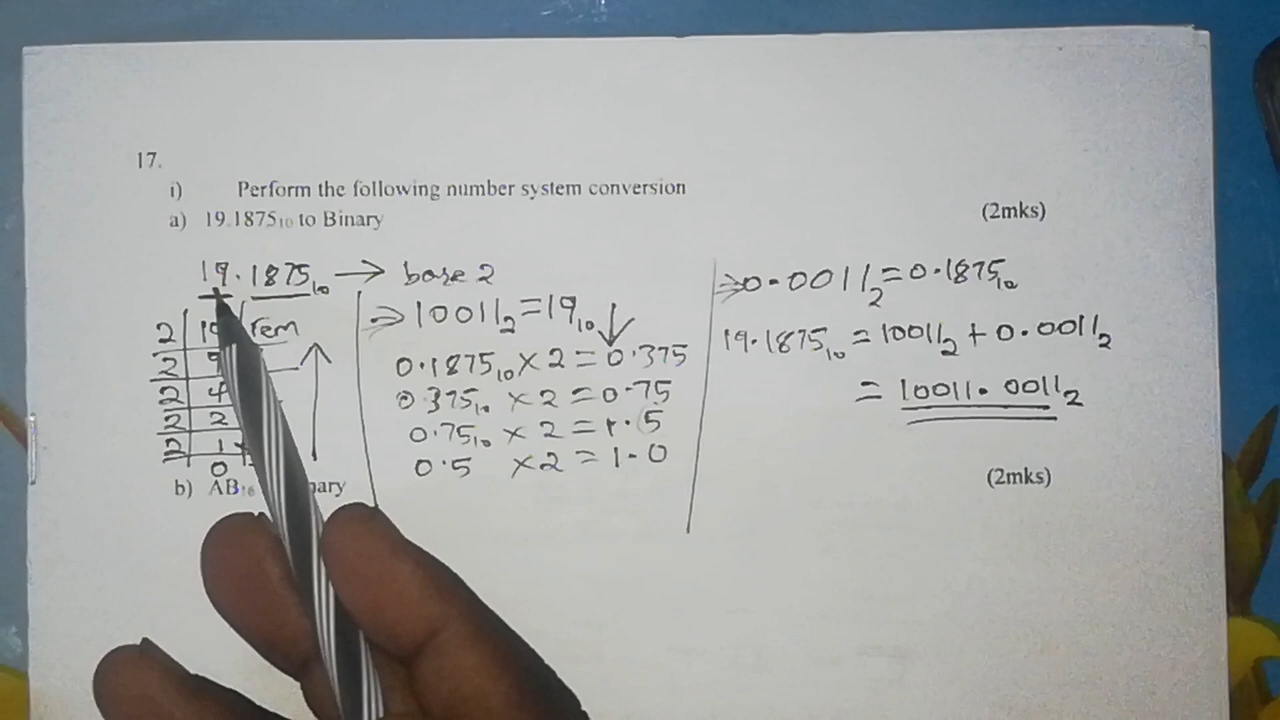 17.
i) Perform the following number system conversion
(2mks)
a) 19.1875₁₀ to Binary
19.1875₁₀ → base 2
2 rem
2
2 4
2 2
2 1
0
⇒ 10011₂ = 19₁₀
0.1875₁₀ × 2 = 0.375
0.375₁₀ × 2 = 0.75
0.75₁₀ × 2 = 1.5
0.5 × 2 = 1.0
⇒ 0.0011₂ = 0.1875₁₀
19.1875₁₀ = 10011₂ + 0.0011₂
= 10011.0011₂
b) AB₁₆
(2mks)